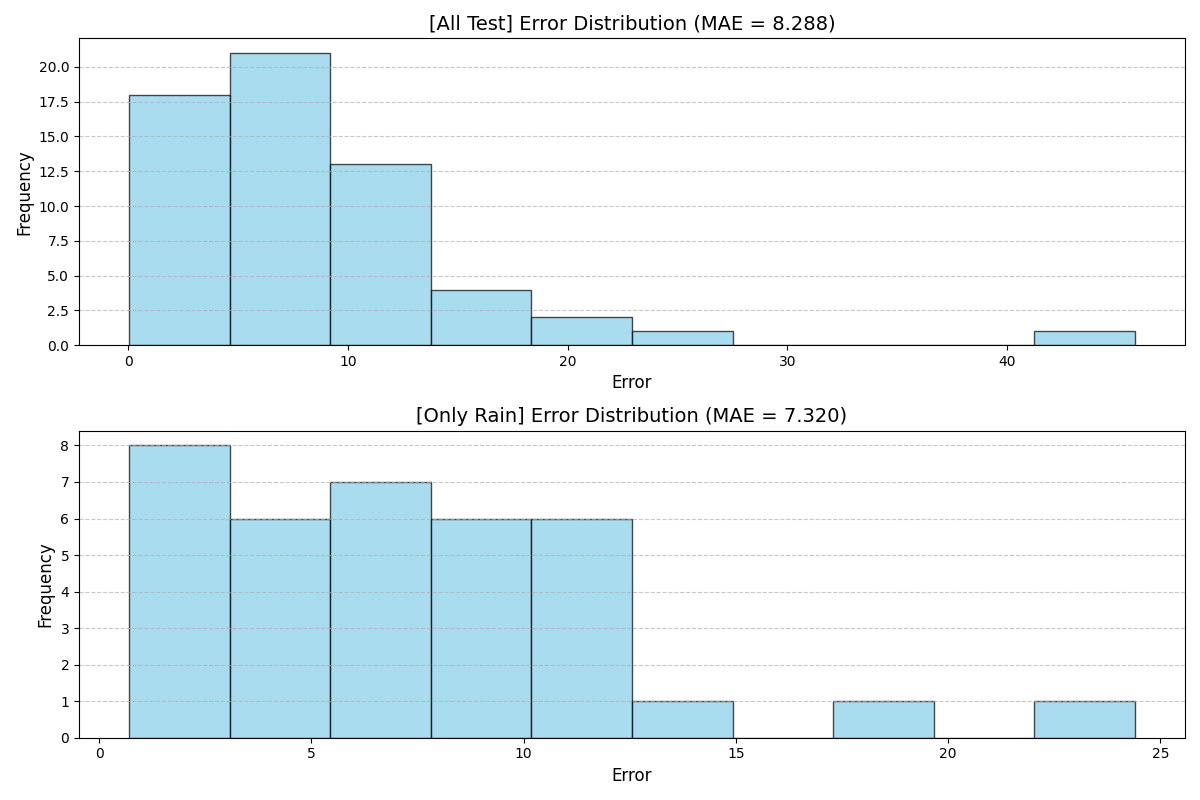 [All Test] Error Distribution (MAE = 8.288)
Frequency
20.0
17.5
15.0
12.5
10.0
7.5
5.0
2.5
0.0
0 10 20 30 40
Error
[Only Rain] Error Distribution (MAE = 7.320)
Frequency
8
7
6
5
4
3
2
1
0
0 5 10 15 20 25
Error